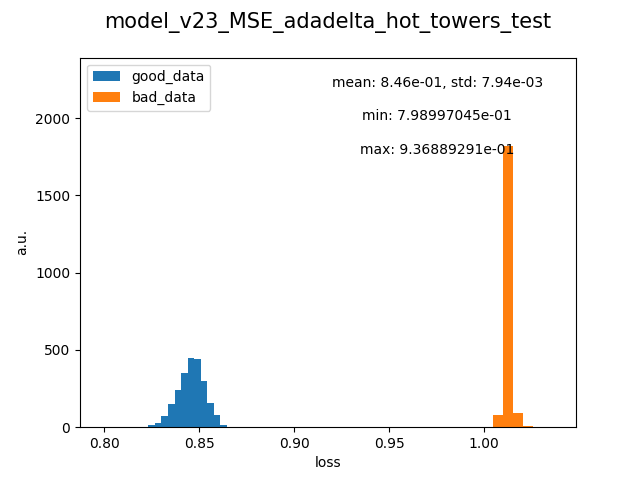 model_v23_MSE_adadelta_hot_towers_test
good_data
bad_data
mean: 8.46e-01, std: 7.94e-03
min: 7.98997045e-01
max: 9.36889291e-01
a.u.
2000
1500
1000
500
0
0.80 0.85 0.90 0.95 1.00
loss